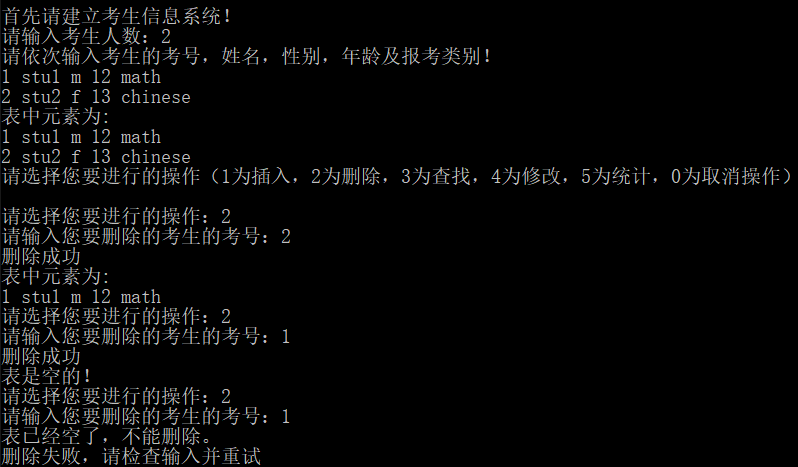 首先请建立考生信息系统！
请输入考生人数：2
请依次输入考生的考号，姓名，性别，年龄及报考类别！
1 stu1 m 12 math
2 stu2 f 13 chinese
表中元素为:
1 stu1 m 12 math
2 stu2 f 13 chinese
请选择您要进行的操作（1为插入，2为删除，3为查找，4为修改，5为统计，0为取消操作）
请选择您要进行的操作：2
请输入您要删除的考生的考号：2
删除成功
表中元素为:
1 stu1 m 12 math
请选择您要进行的操作：2
请输入您要删除的考生的考号：1
删除成功
表是空的！
请选择您要进行的操作：2
请输入您要删除的考生的考号：1
表已经空了，不能删除。
删除失败，请检查输入并重试